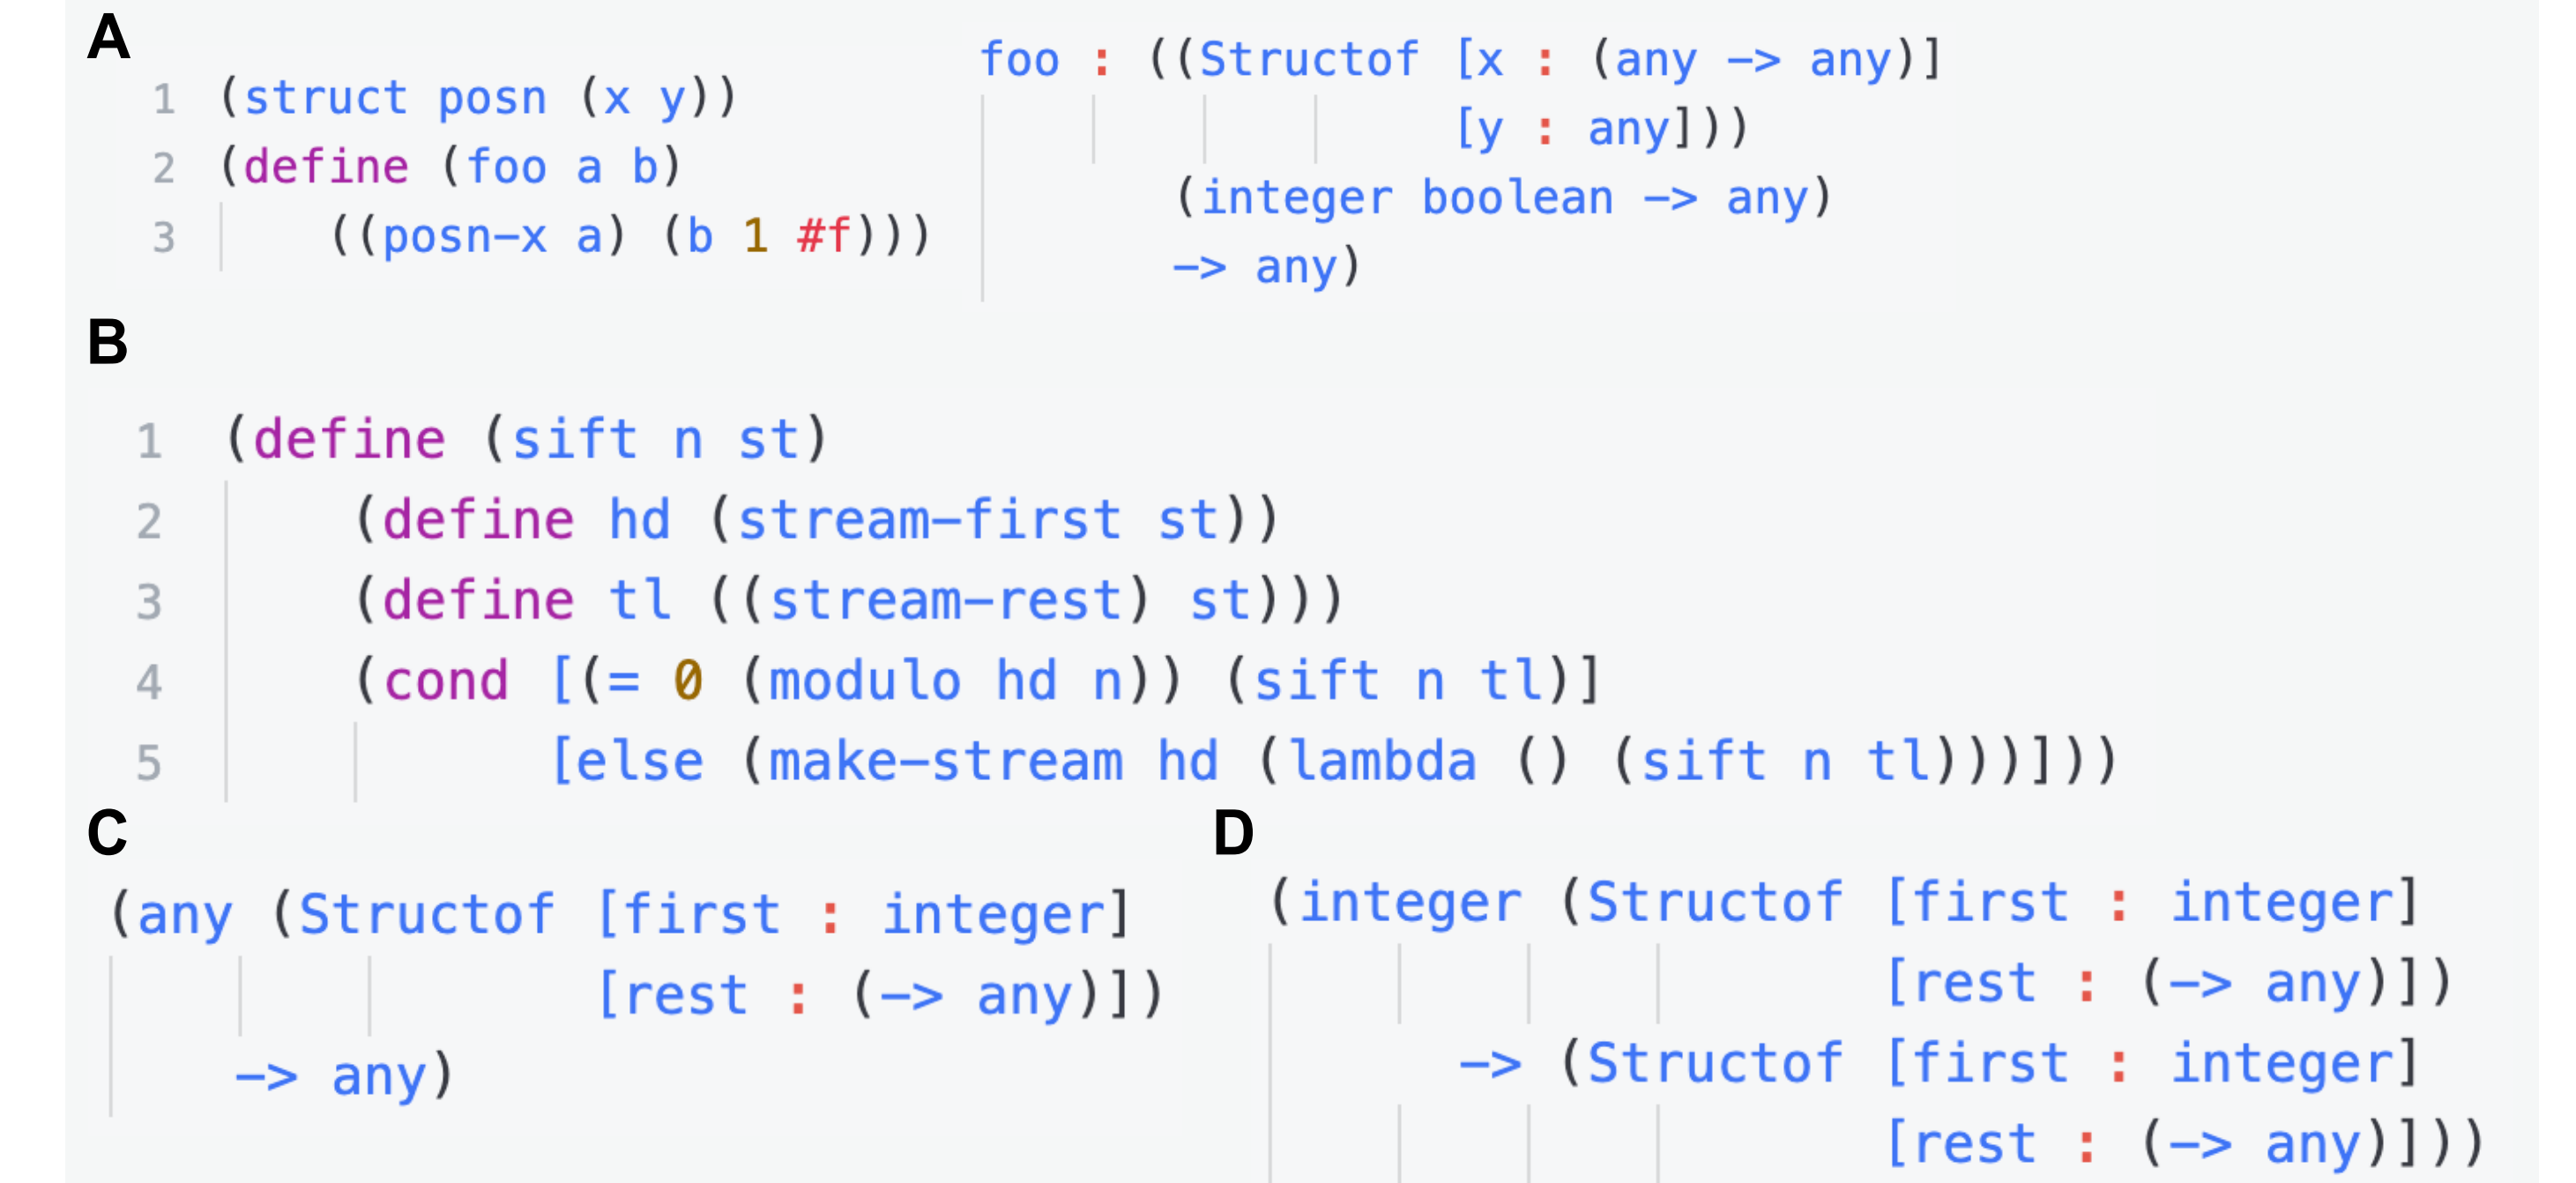 A
1 (struct posn (x y))
2 (define (foo a b)
3 ((posn-x a) (b 1 #f)))
foo : ((Structof [x : (any -> any)]
[y : any]))
(integer boolean -> any)
-> any)
B
1 (define (sift n st)
2 (define hd (stream-first st))
3 (define tl ((stream-rest) st)))
4 (cond [(= 0 (modulo hd n)) (sift n tl)]
5 [else (make-stream hd (lambda () (sift n tl)))]))
C
(any (Structof [first : integer]
[rest : (-> any)])
-> any)
D
(integer (Structof [first : integer]
[rest : (-> any)])
-> (Structof [first : integer]
[rest : (-> any)]))